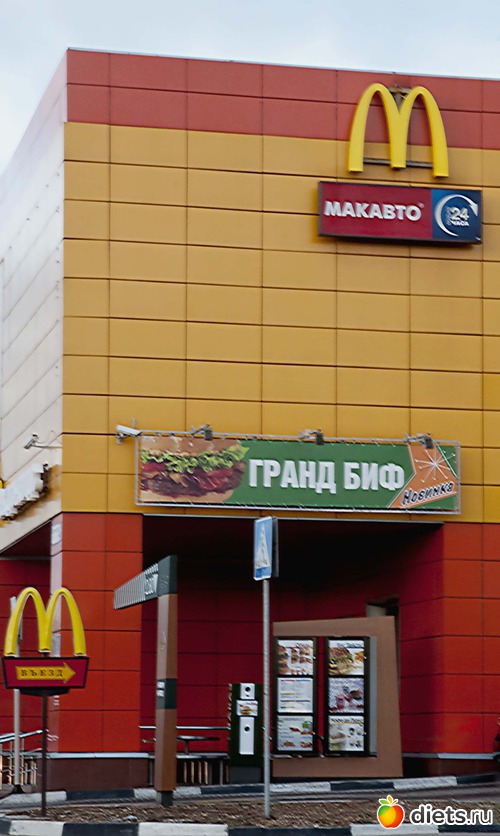 МАКАВТО®
24
ЧАСА
ГРАНД БИФ
Новинка
ВЪЕЗД
diets.ru